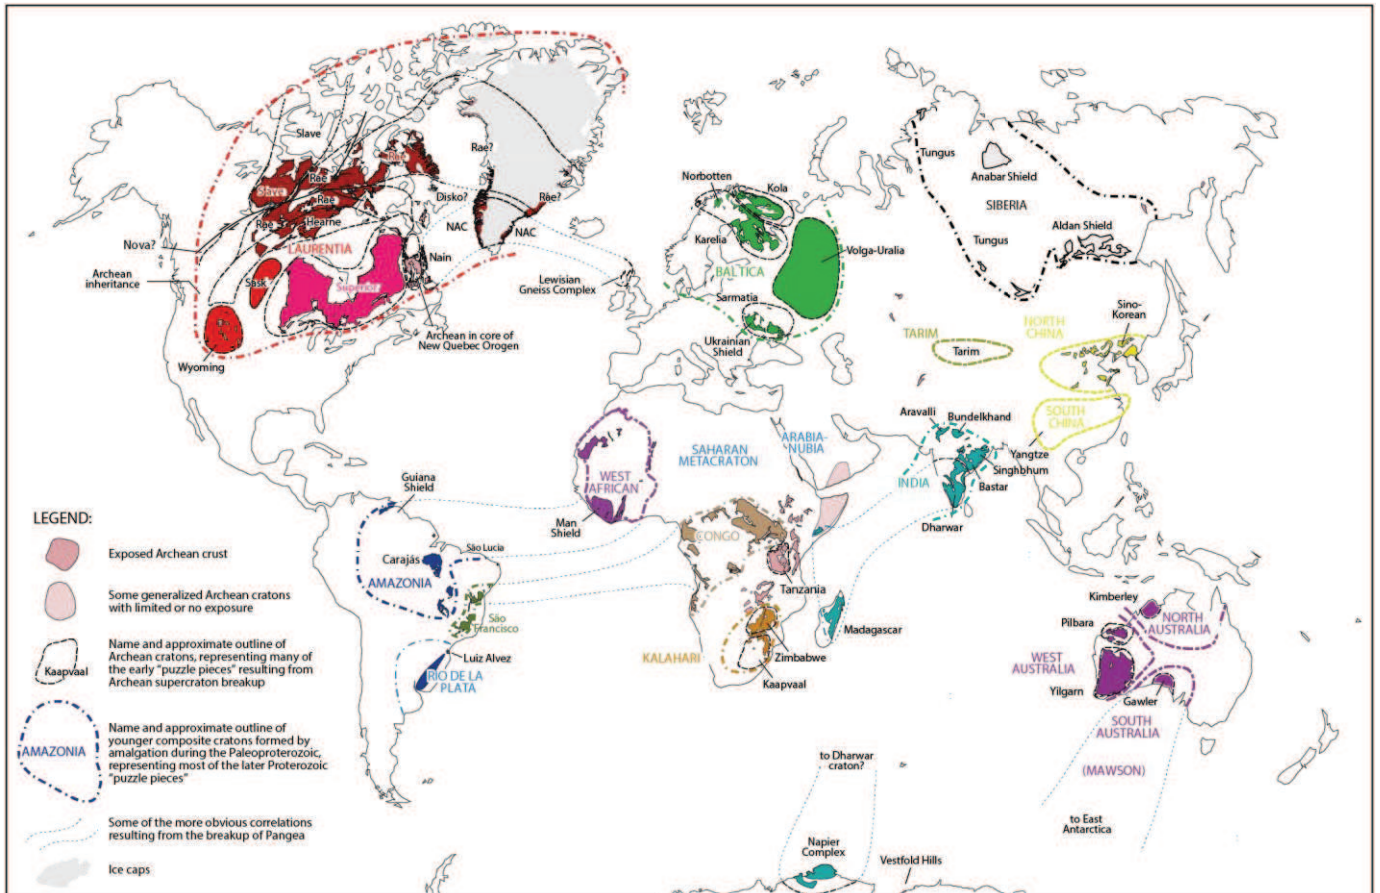 Slave
Rae?
Rae
Rae
Slave
Rae
Rae
Hearne
Disko?
Rae?
NAC
NAC
Nova?
LAURENTIA
Nain
Archean
inheritance
Sask
Superior
Lewisian
Gneiss Complex
Archean in core of
New Quebec Orogen
Wyoming
Norbotten
Kola
Karelia
Volga-Uralia
BALTICA
Sarmatia
Ukrainian
Shield
Tungus
Anabar Shield
SIBERIA
Tungus
Aldan Shield
Sino-
Korean
NORTH
CHINA
TARIM
Tarim
SOUTH
CHINA
Yangtze
Aravalli
Bundelkhand
Singhbhum
Bastar
INDIA
Dharwar
SAHARAN
METACRATON
ARABIA-
NUBIA
WEST
AFRICAN
Man
Shield
CONGO
Tanzania
Madagascar
Zimbabwe
KALAHARI
Kaapvaal
Guiana
Shield
Carajás
São Lucia
AMAZONIA
São
Francisco
Luiz Alvez
RIO DE LA
PLATA
Kimberley
Pilbara
NORTH
AUSTRALIA
WEST
AUSTRALIA
Yilgarn
Gawler
SOUTH
AUSTRALIA
(MAWSON)
to East
Antarctica
to Dharwar
craton?
Napier
Complex
Vestfold Hills
LEGEND:
Exposed Archean crust
Some generalized Archean cratons
with limited or no exposure
Kaapvaal
Name and approximate outline of
Archean cratons, representing many of
the early "puzzle pieces" resulting from
Archean supercraton breakup
AMAZONIA
Name and approximate outline of
younger composite cratons formed by
amalgation during the Paleoproterozoic,
representing most of the later Proterozoic
"puzzle pieces"
Some of the more obvious correlations
resulting from the breakup of Pangea
Ice caps